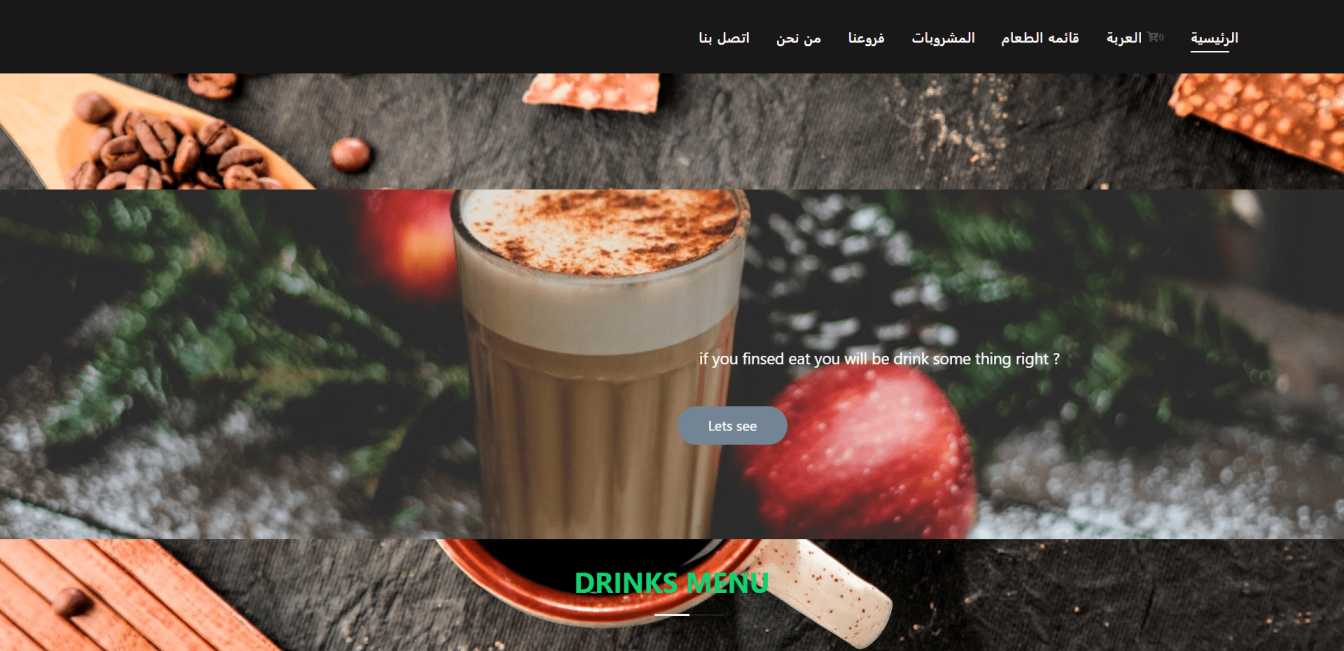 الرئيسية
العربة 0
قائمه الطعام
المشروبات
فروعنا
من نحن
اتصل بنا
if you finsed eat you will be drink some thing right ?
Lets see
DRINKS MENU